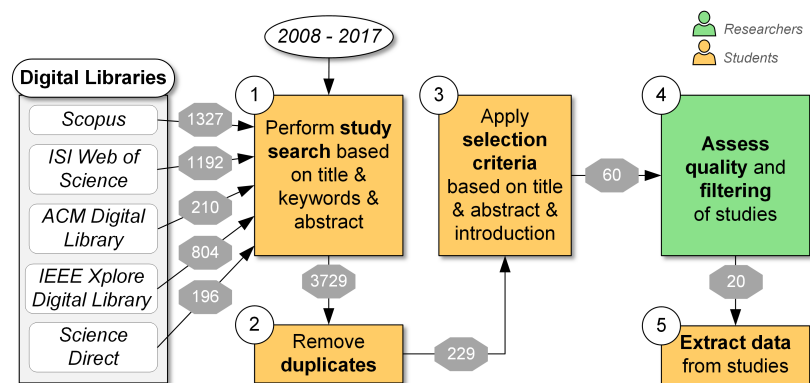 2008 - 2017
Researchers
Students
Digital Libraries
Scopus
ISI Web of
Science
ACM Digital
Library
IEEE Xplore
Digital Library
Science
Direct
1327
1192
210
804
196
1
Perform study
search based
on title &
keywords &
abstract
3729
2
Remove
duplicates
229
3
Apply
selection
criteria
based on title
& abstract &
introduction
60
4
Assess
quality and
filtering
of studies
20
5
Extract data
from studies